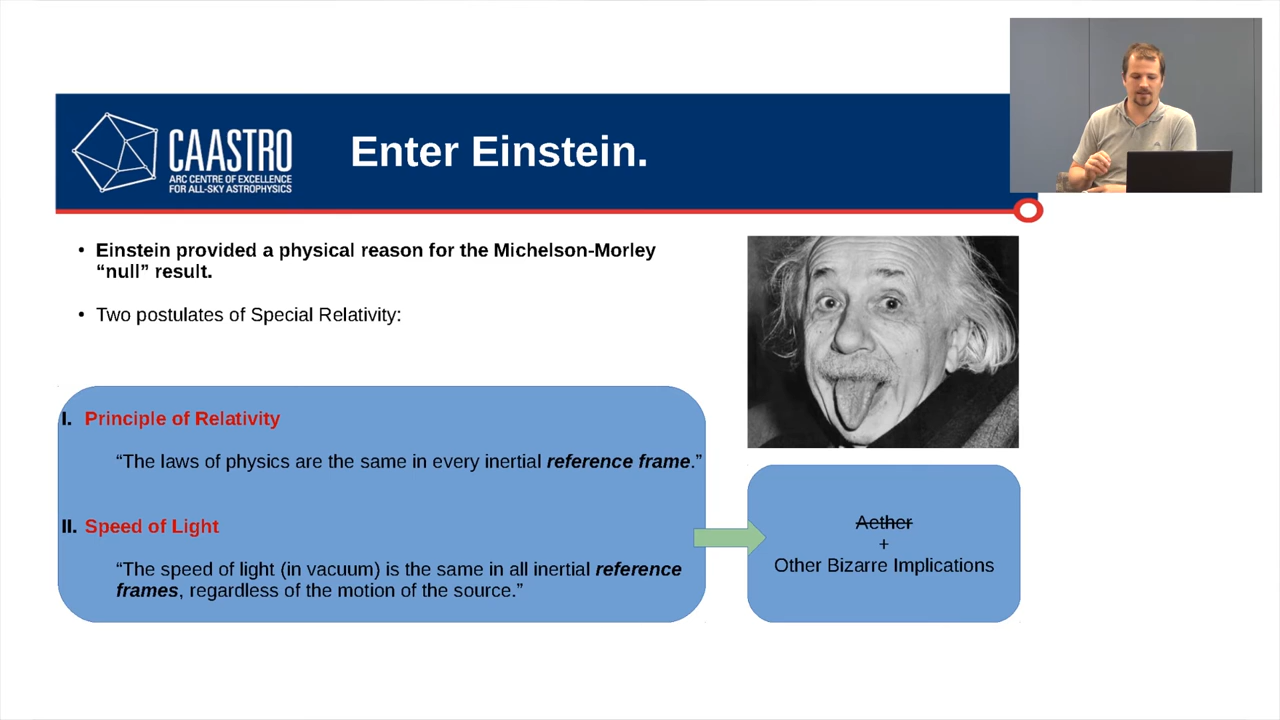 CAASTRO
ARC CENTRE OF EXCELLENCE
FOR ALL-SKY ASTROPHYSICS
Enter Einstein.
• Einstein provided a physical reason for the Michelson-Morley
“null” result.
• Two postulates of Special Relativity:
I. Principle of Relativity
“The laws of physics are the same in every inertial reference frame.”
II. Speed of Light
“The speed of light (in vacuum) is the same in all inertial reference
frames, regardless of the motion of the source.”
Aether
+
Other Bizarre Implications